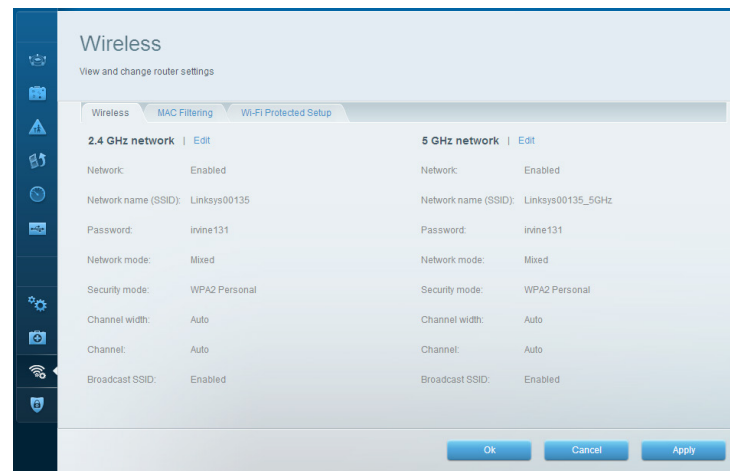 Wireless
View and change router settings
Wireless MAC Filtering Wi-Fi Protected Setup
2.4 GHz network | Edit
Network: Enabled
Network name (SSID): Linksys00135
Password: irvine131
Network mode: Mixed
Security mode: WPA2 Personal
Channel width: Auto
Channel: Auto
Broadcast SSID: Enabled
5 GHz network | Edit
Network: Enabled
Network name (SSID): Linksys00135_5GHz
Password: irvine131
Network mode: Mixed
Security mode: WPA2 Personal
Channel width: Auto
Channel: Auto
Broadcast SSID: Enabled
Ok Cancel Apply